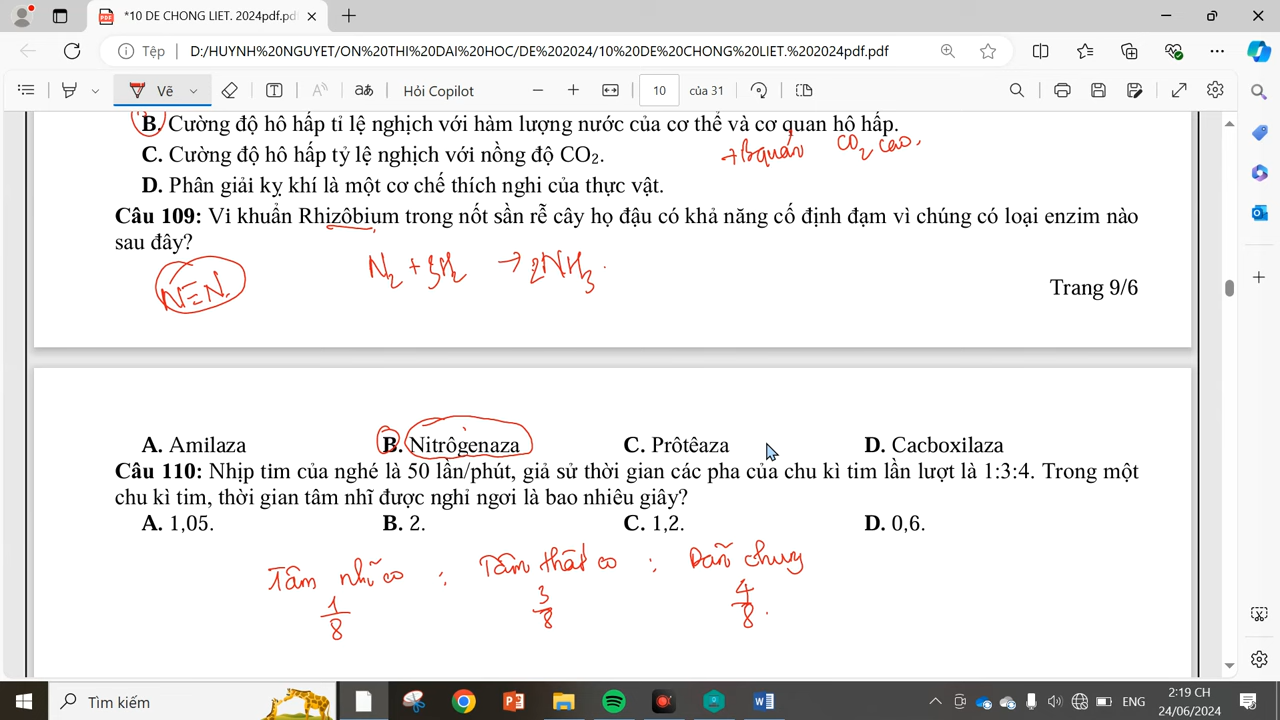 *10 DE CHONG LIET. 2024pdf.pd
Tệp
D:/HUYNH%20NGUYET/ON%20THI%20DAI%20HOC/DE%202024/10%20DE%20CHONG%20LIET.%202024pdf.pdf
Vẽ
aあ
Hỏi Copilot
10
của 31
B. Cường độ hô hấp tỉ lệ nghịch với hàm lượng nước của cơ thể và cơ quan hô hấp.
C. Cường độ hô hấp tỷ lệ nghịch với nồng độ CO₂.
→ Bquản CO₂ cao.
D. Phân giải kỵ khí là một cơ chế thích nghi của thực vật.
Câu 109: Vi khuẩn Rhizôbium trong nốt sần rễ cây họ đậu có khả năng cố định đạm vì chúng có loại enzim nào
sau đây?
N≡N.
N₂ + 3H₂ → 2NH₃.
Trang 9/6
A. Amilaza B. Nitrôgenaza C. Prôtêaza D. Cacboxilaza
Câu 110: Nhịp tim của nghé là 50 lần/phút, giả sử thời gian các pha của chu kì tim lần lượt là 1:3:4. Trong một
chu kì tim, thời gian tâm nhĩ được nghỉ ngơi là bao nhiêu giây?
A. 1,05. B. 2. C. 1,2. D. 0,6.
Tâm nhĩ co : Tâm thất co : Dãn chung
1/8 3/8 4/8.
Tìm kiếm
ENG
2:19 CH
24/06/2024